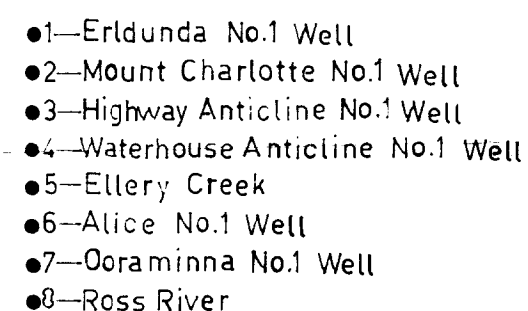 ●1—Erldunda No.1 Well
●2—Mount Charlotte No.1 Well
●3—Highway Anticline No.1 Well
●4—Waterhouse Anticline No.1 Well
●5—Ellery Creek
●6—Alice No.1 Well
●7—Ooraminna No.1 Well
●8—Ross River